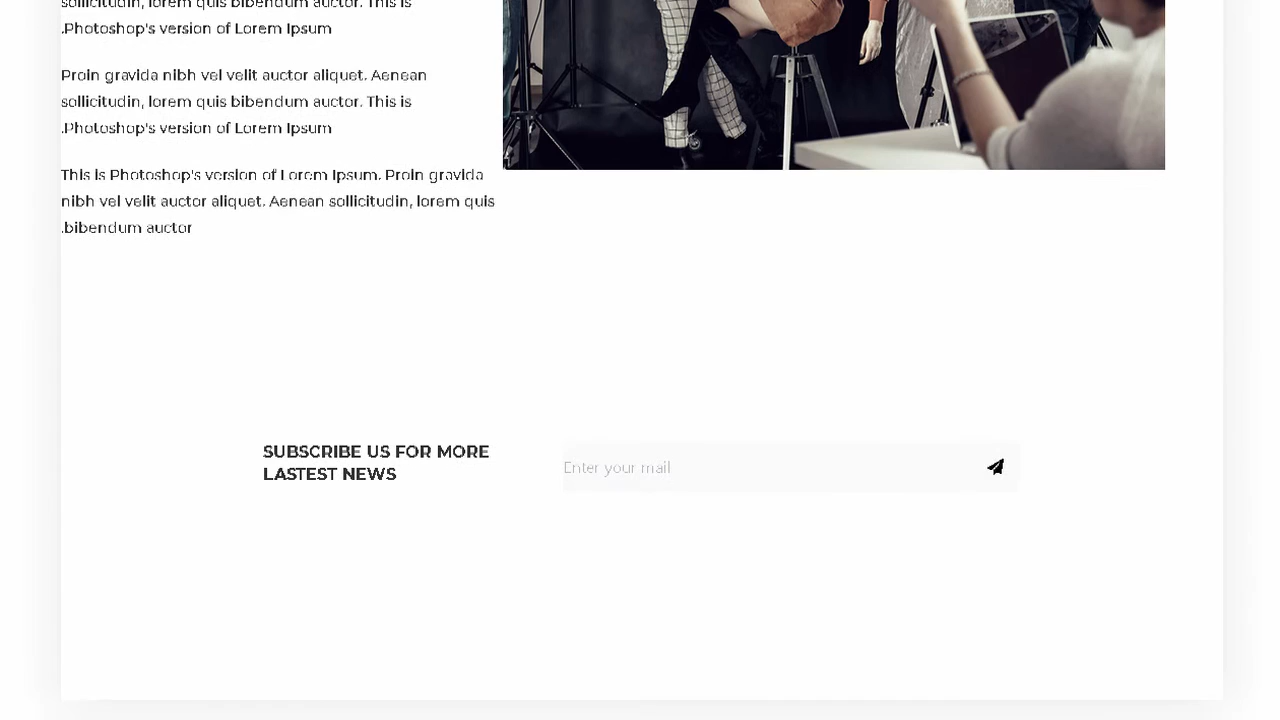 sollicitudin, lorem quis bibendum auctor. This is
.Photoshop's version of Lorem Ipsum
Proin gravida nibh vel velit auctor aliquet. Aenean
sollicitudin, lorem quis bibendum auctor. This is
.Photoshop's version of Lorem Ipsum
This is Photoshop's version of Lorem Ipsum. Proin gravida
nibh vel velit auctor aliquet. Aenean sollicitudin, lorem quis
.bibendum auctor
SUBSCRIBE US FOR MORE
LASTEST NEWS
Enter your mail